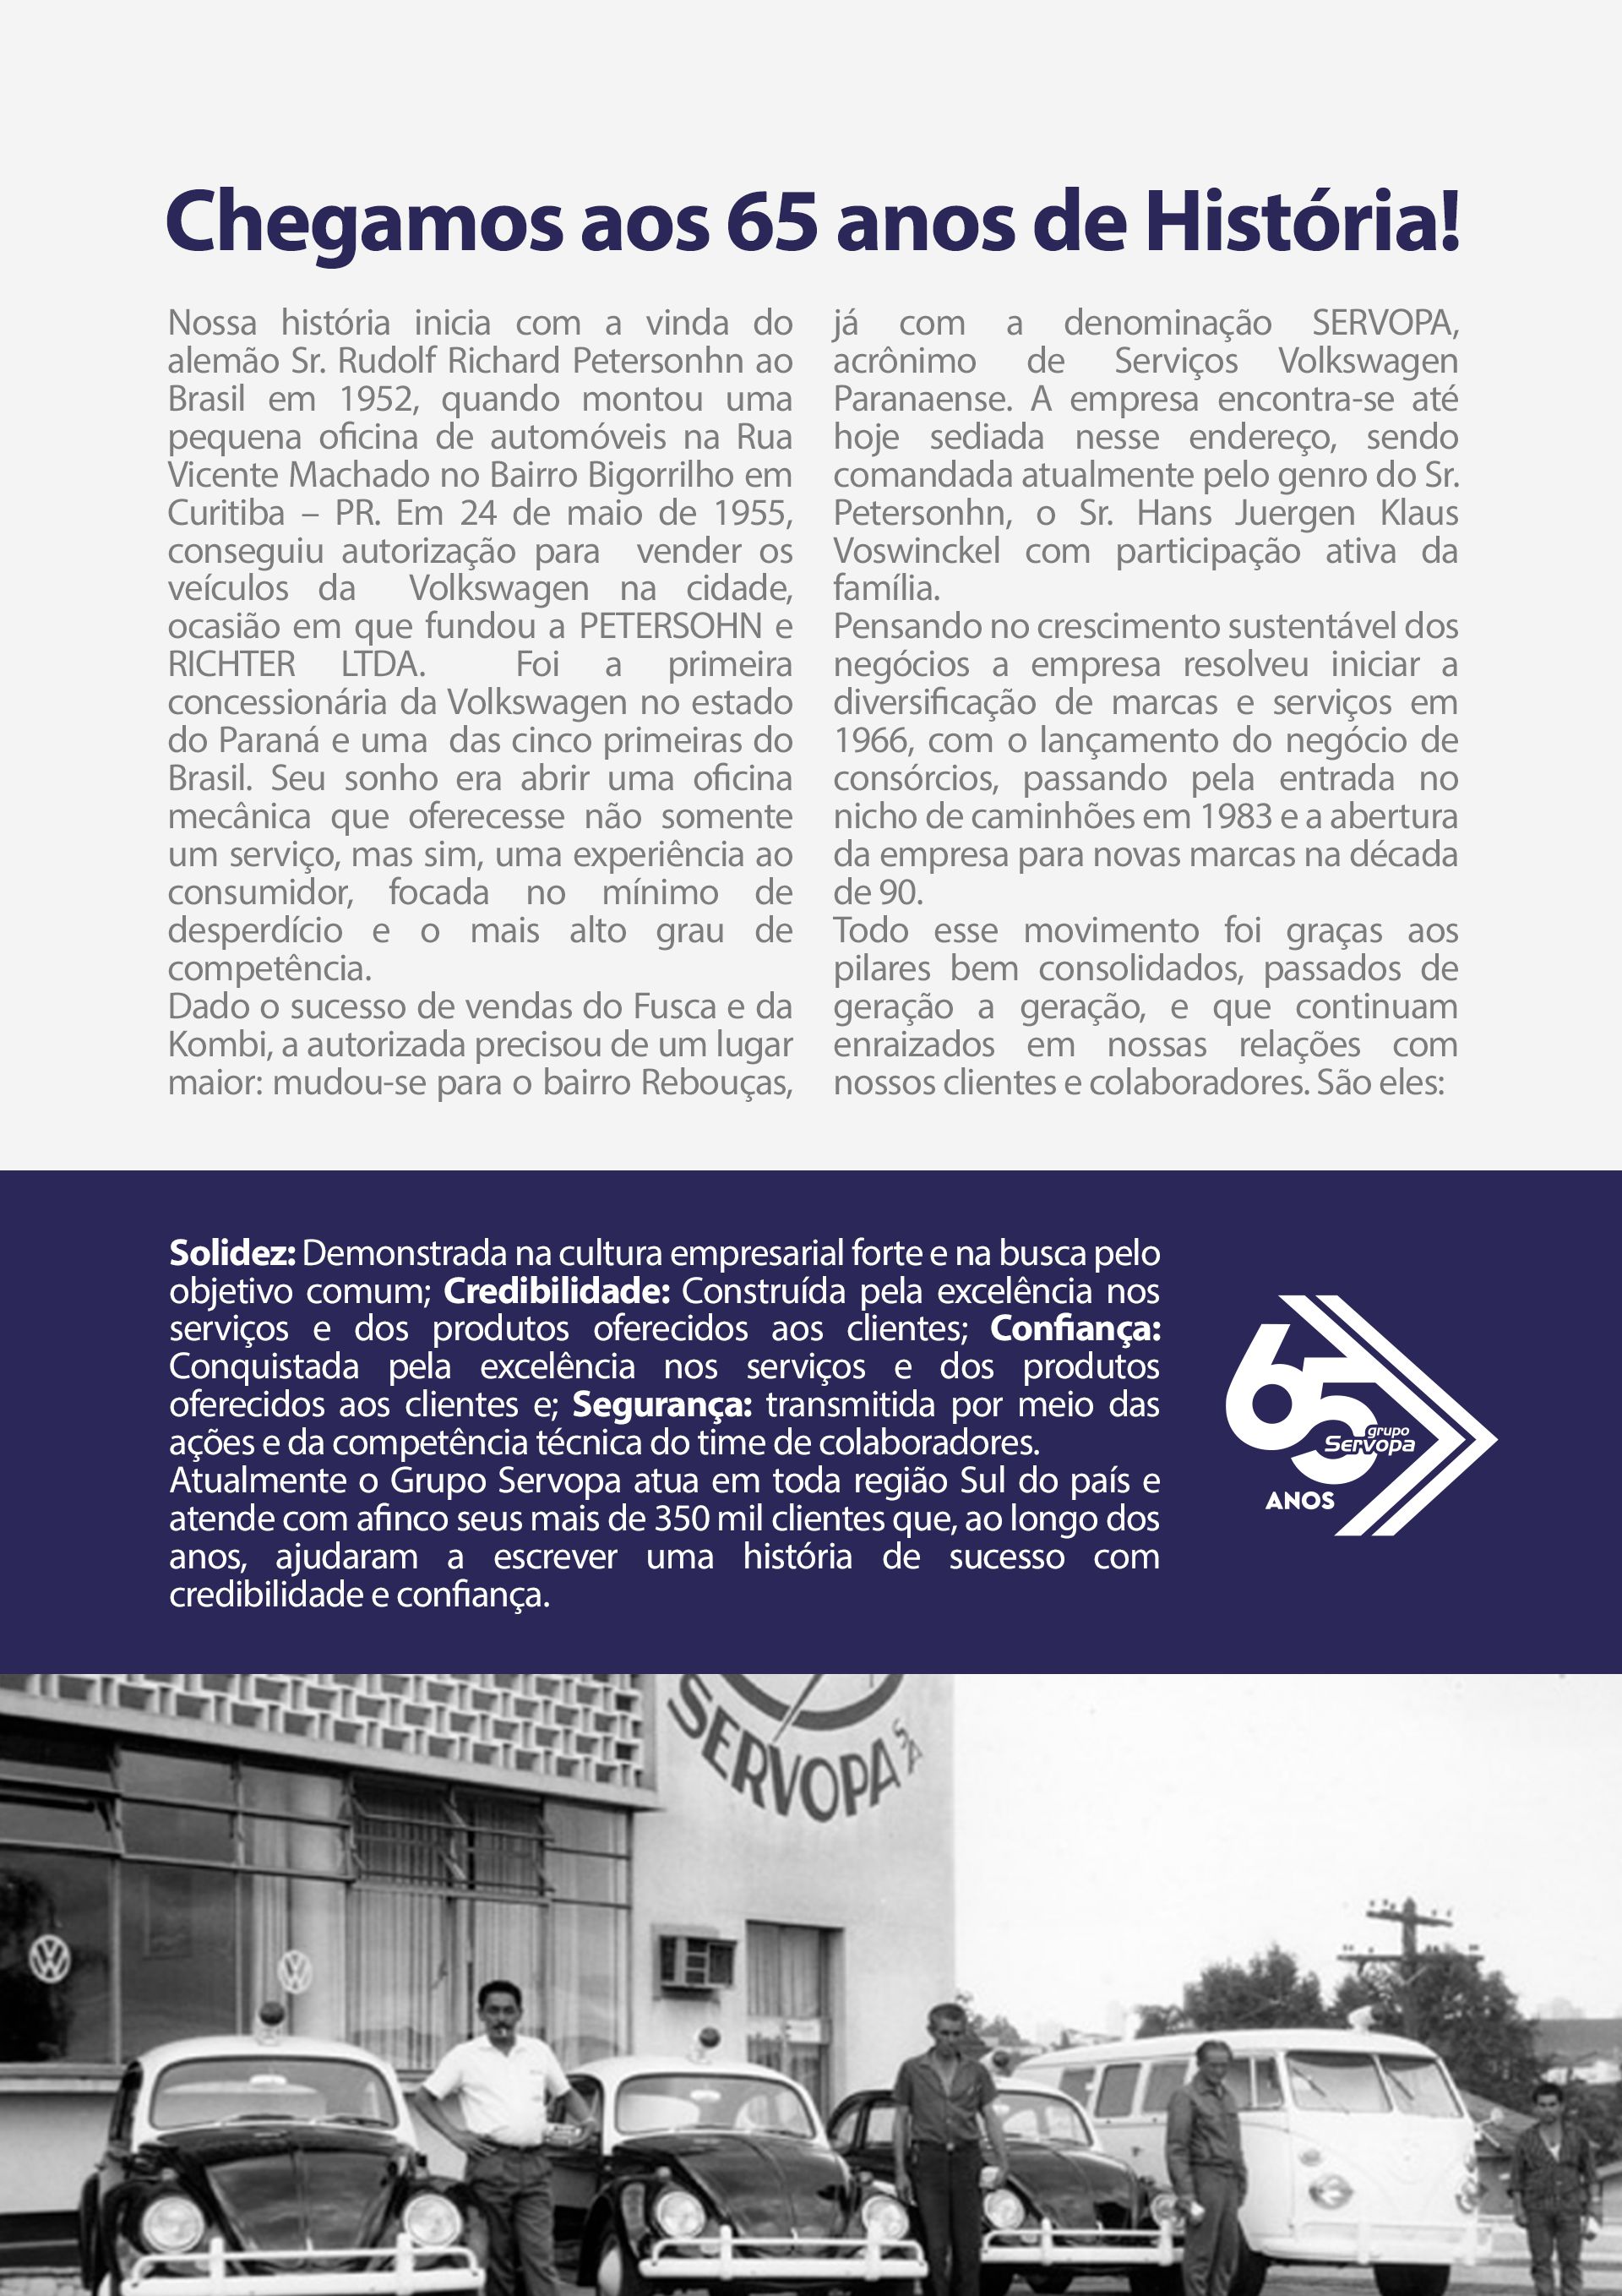 Chegamos aos 65 anos de História!
Nossa história inicia com a vinda do
alemão Sr. Rudolf Richard Petersonhn ao
Brasil em 1952, quando montou uma
pequena oficina de automóveis na Rua
Vicente Machado no Bairro Bigorrilho em
Curitiba – PR. Em 24 de maio de 1955,
conseguiu autorização para vender os
veículos da Volkswagen na cidade,
ocasião em que fundou a PETERSOHN e
RICHTER LTDA. Foi a primeira
concessionária da Volkswagen no estado
do Paraná e uma das cinco primeiras do
Brasil. Seu sonho era abrir uma oficina
mecânica que oferecesse não somente
um serviço, mas sim, uma experiência ao
consumidor, focada no mínimo de
desperdício e o mais alto grau de
competência.
Dado o sucesso de vendas do Fusca e da
Kombi, a autorizada precisou de um lugar
maior: mudou-se para o bairro Rebouças,
já com a denominação SERVOPA,
acrônimo de Serviços Volkswagen
Paranaense. A empresa encontra-se até
hoje sediada nesse endereço, sendo
comandada atualmente pelo genro do Sr.
Petersonhn, o Sr. Hans Juergen Klaus
Voswinckel com participação ativa da
família.
Pensando no crescimento sustentável dos
negócios a empresa resolveu iniciar a
diversificação de marcas e serviços em
1966, com o lançamento do negócio de
consórcios, passando pela entrada no
nicho de caminhões em 1983 e a abertura
da empresa para novas marcas na década
de 90.
Todo esse movimento foi graças aos
pilares bem consolidados, passados de
geração a geração, e que continuam
enraizados em nossas relações com
nossos clientes e colaboradores. São eles:
Solidez: Demonstrada na cultura empresarial forte e na busca pelo
objetivo comum; Credibilidade: Construída pela excelência nos
serviços e dos produtos oferecidos aos clientes; Confiança:
Conquistada pela excelência nos serviços e dos produtos
oferecidos aos clientes e; Segurança: transmitida por meio das
ações e da competência técnica do time de colaboradores.
Atualmente o Grupo Servopa atua em toda região Sul do país e
atende com afinco seus mais de 350 mil clientes que, ao longo dos
anos, ajudaram a escrever uma história de sucesso com
credibilidade e confiança.
65
grupo
Servopa
ANOS
SERVOPA SA
VW
VW